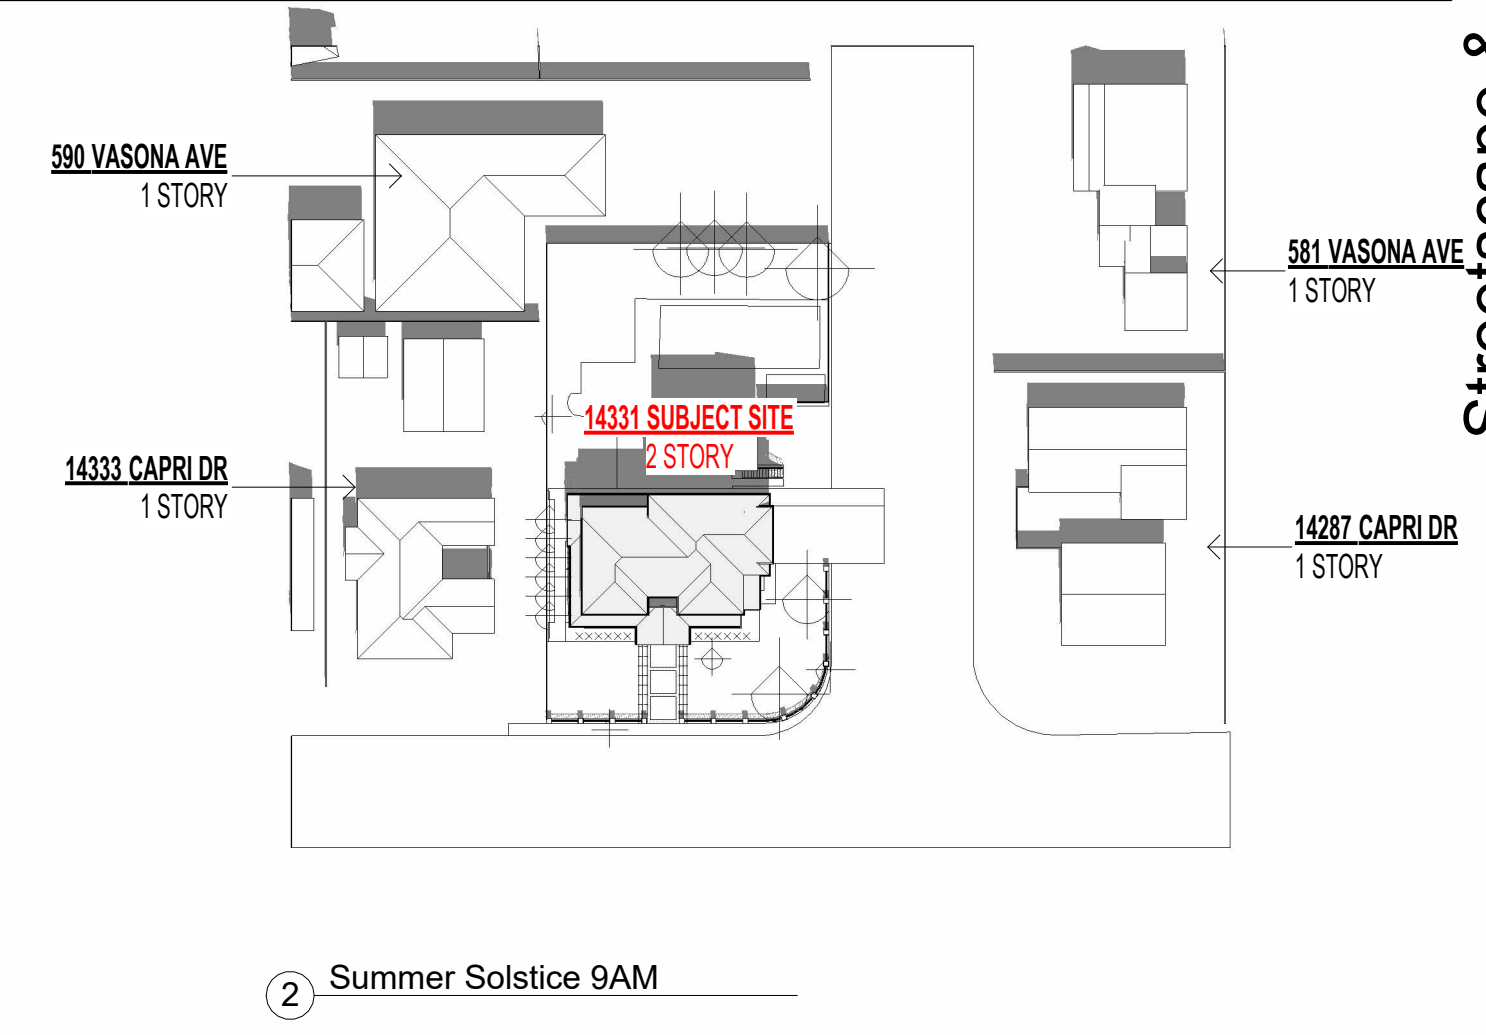 590 VASONA AVE
1 STORY
581 VASONA AVE
1 STORY
14331 SUBJECT SITE
2 STORY
14333 CAPRI DR
1 STORY
14287 CAPRI DR
1 STORY
2
Summer Solstice 9AM
Streetscape &